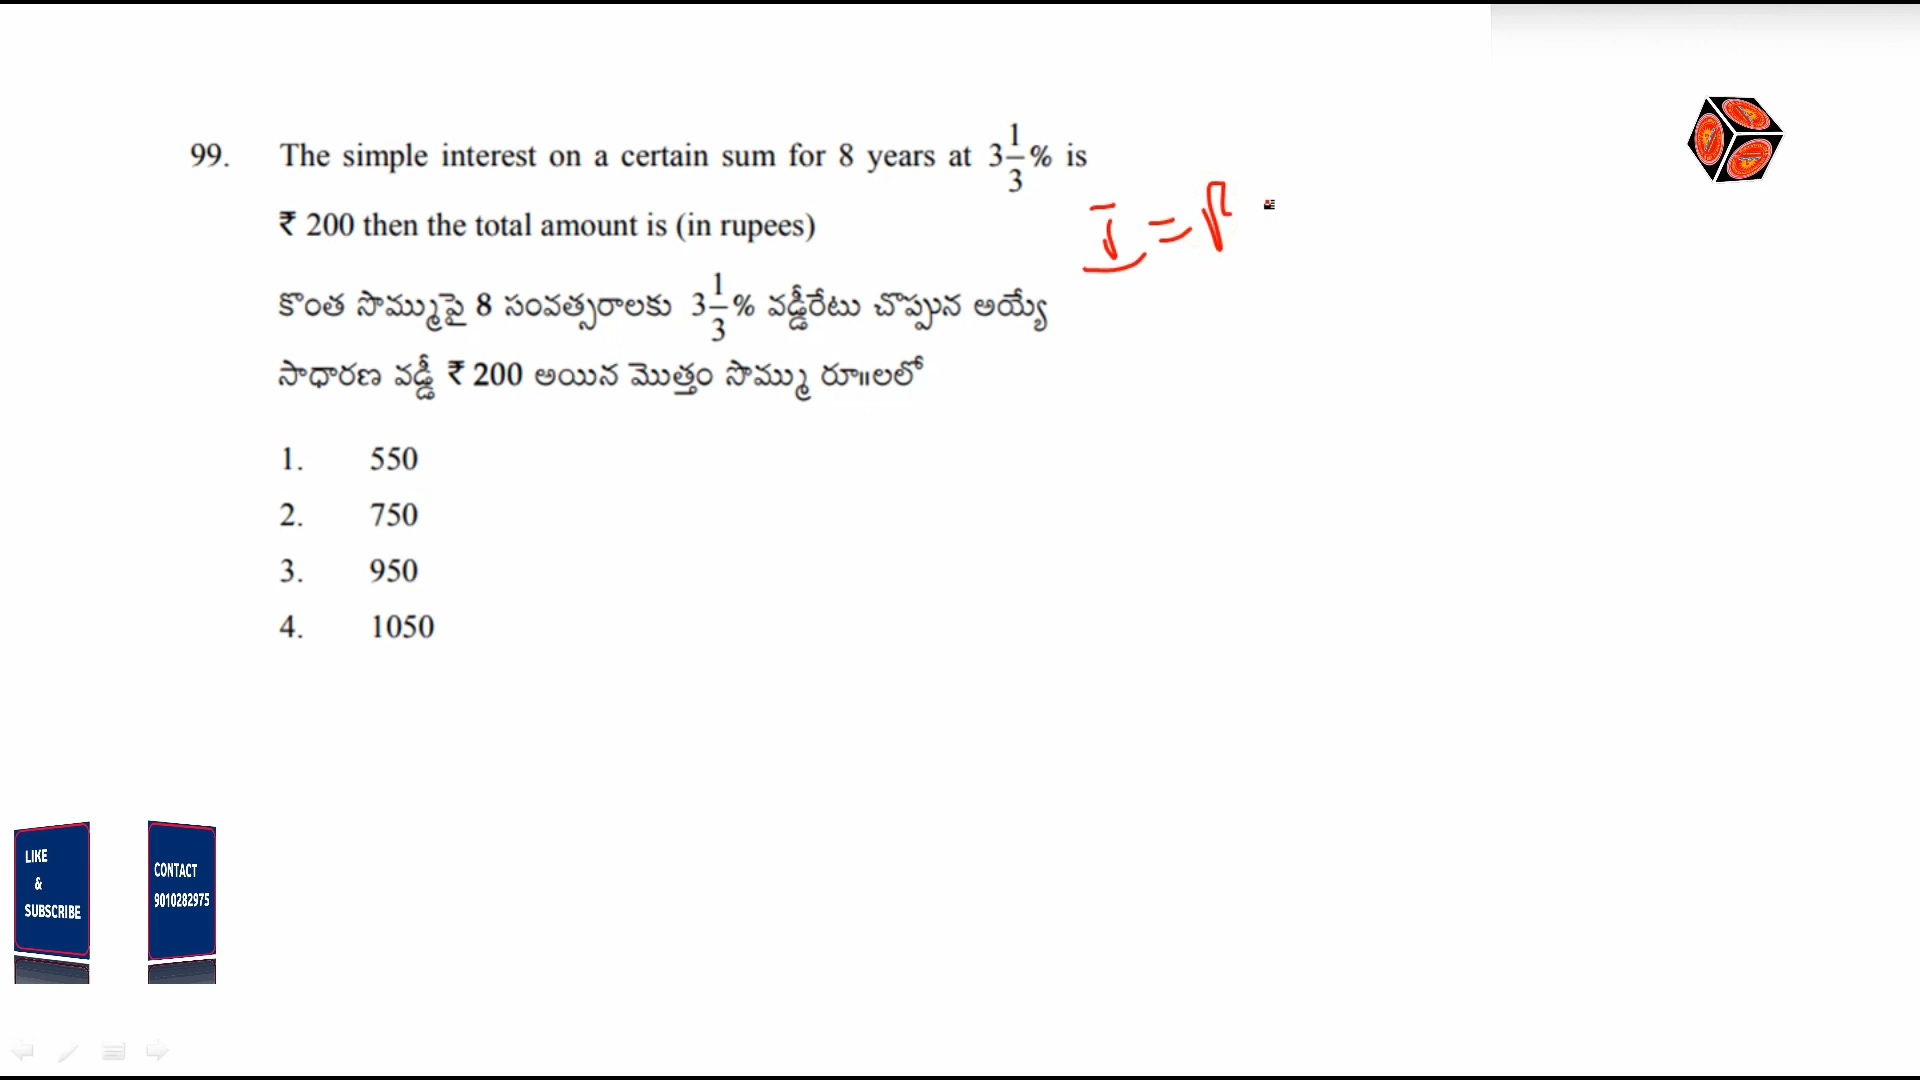 99. The simple interest on a certain sum for 8 years at 3 1/3 % is
₹ 200 then the total amount is (in rupees)
I = P
కొంత సొమ్ముపై 8 సంవత్సరాలకు 3 1/3 % వడ్డీరేటు చొప్పున అయ్యే
సాధారణ వడ్డీ ₹ 200 అయిన మొత్తం సొమ్ము రూ॥లలో
1. 550
2. 750
3. 950
4. 1050
LIKE
&
SUBSCRIBE
CONTACT
9010282975